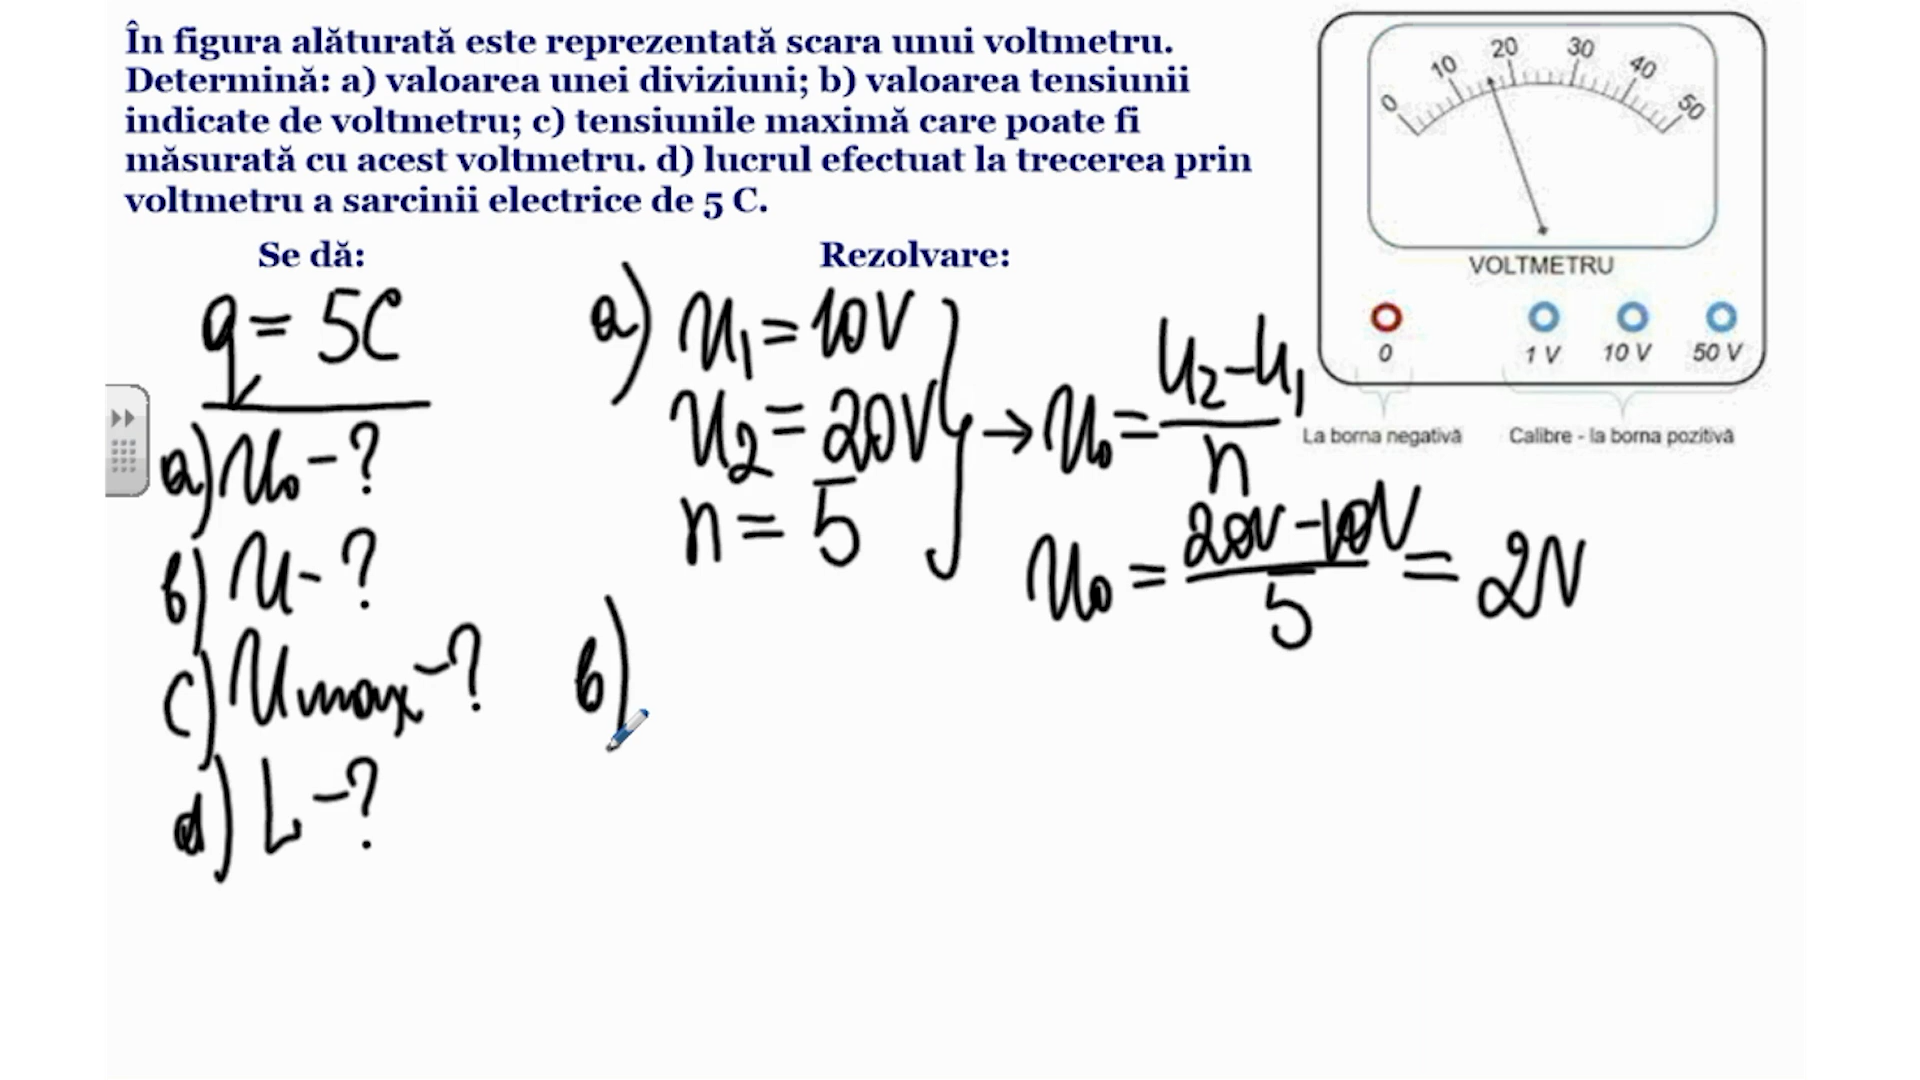 În figura alăturată este reprezentată scara unui voltmetru.
Determină: a) valoarea unei diviziuni; b) valoarea tensiunii
indicate de voltmetru; c) tensiunile maximă care poate fi
măsurată cu acest voltmetru. d) lucrul efectuat la trecerea prin
voltmetru a sarcinii electrice de 5 C.
Se dă:
q = 5C
a) U₀ - ?
b) U - ?
c) Umax - ?
d) L - ?
Rezolvare:
a) U₁ = 10V
U₂ = 20V
n = 5
→ U₀ = (U₂ - U₁) / n
U₀ = (20V - 10V) / 5 = 2V
b)
0 10 20 30 40 50
VOLTMETRU
0 1 V 10 V 50 V
La borna negativă Calibre - la borna pozitivă